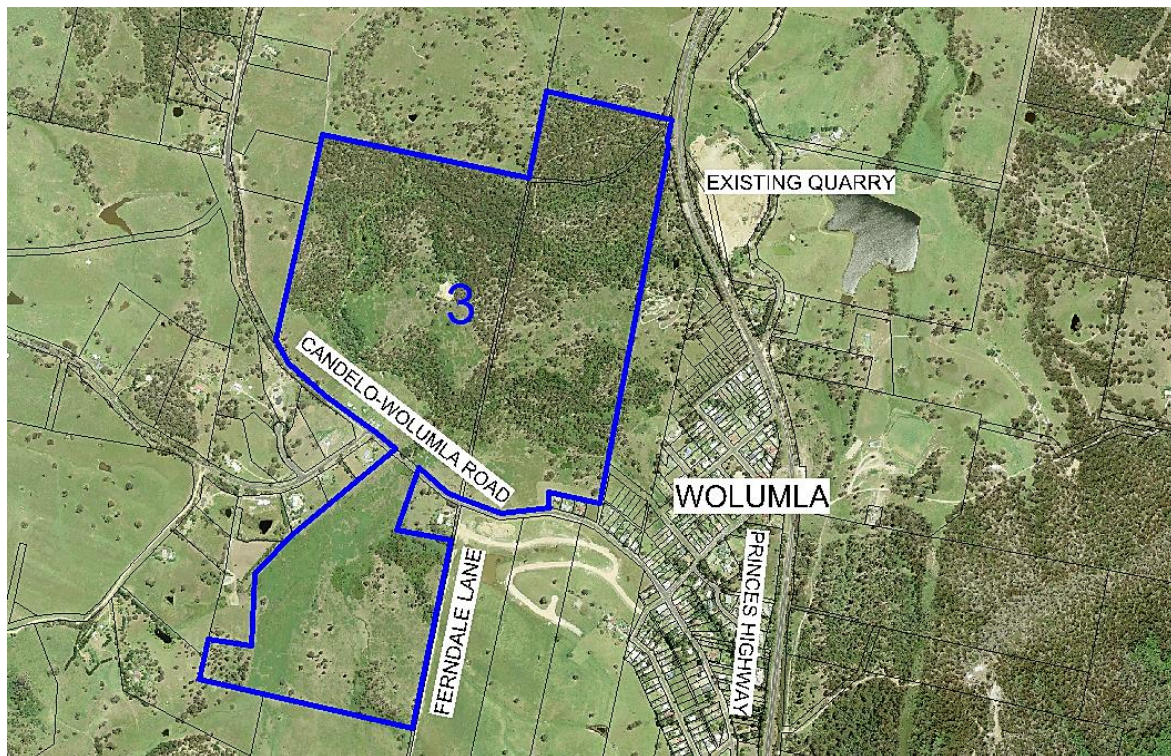 EXISTING QUARRY
3
CANDELO-WOLUMLA ROAD
WOLUMLA
FERNDALE LANE
PRINCES HIGHWAY